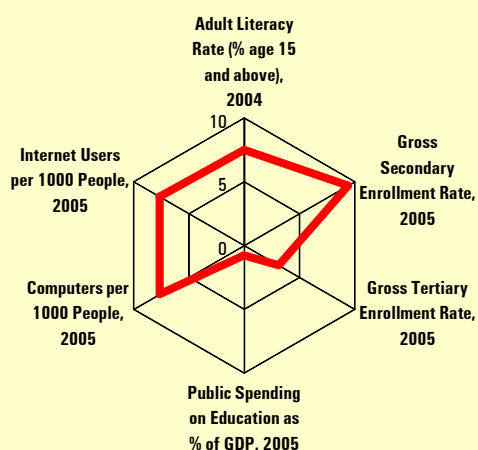 Adult Literacy
Rate (% age 15
and above),
2004
10
5
0
Gross
Secondary
Enrollment Rate,
2005
Gross Tertiary
Enrollment Rate,
2005
Public Spending
on Education as
% of GDP, 2005
Computers per
1000 People,
2005
Internet Users
per 1000 People,
2005